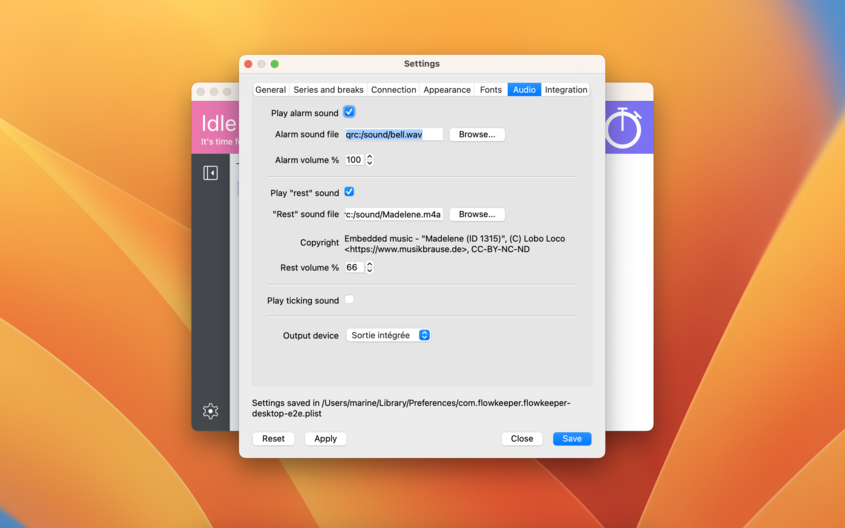 Settings
General Series and breaks Connection Appearance Fonts Audio Integration
Idle
It's time f
Play alarm sound
Alarm sound file qrc:/sound/bell.wav Browse...
Alarm volume % 100
Play "rest" sound
"Rest" sound file :c:/sound/Madelene.m4a Browse...
Copyright Embedded music - "Madelene (ID 1315)", (C) Lobo Loco
<https://www.musikbrause.de>, CC-BY-NC-ND
Rest volume % 66
Play ticking sound
Output device Sortie intégrée
Settings saved in /Users/marine/Library/Preferences/com.flowkeeper.flowkeeper-
desktop-e2e.plist
Reset Apply Close Save